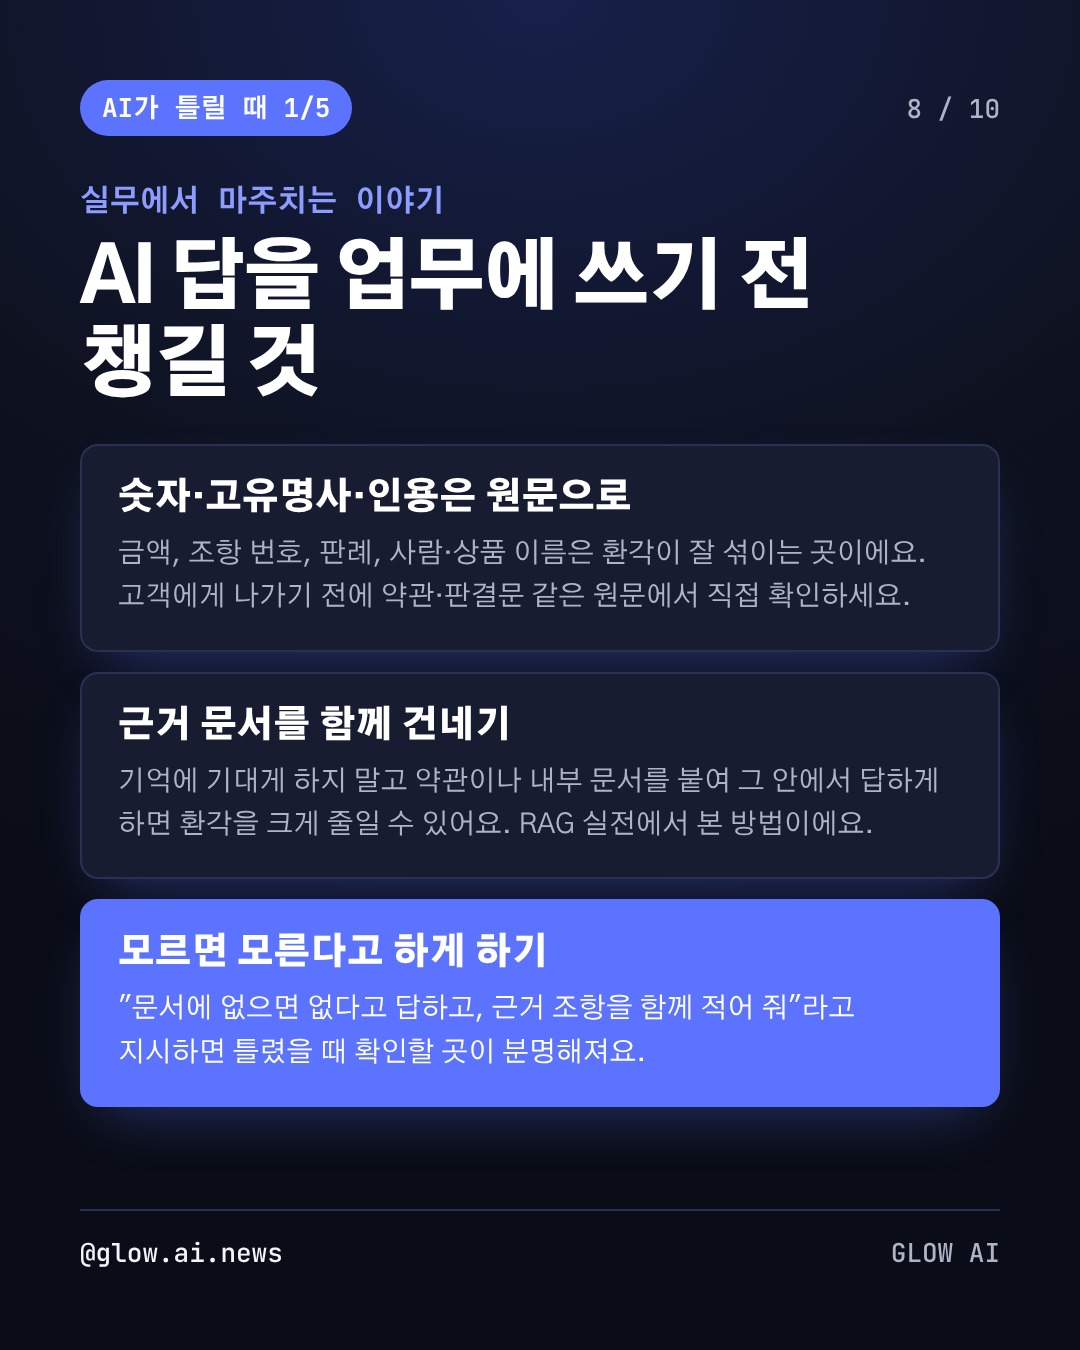 AI가 틀릴 때 1/5
8 / 10
실무에서 마주치는 이야기
AI 답을 업무에 쓰기 전
챙길 것
숫자·고유명사·인용은 원문으로
금액, 조항 번호, 판례, 사람·상품 이름은 환각이 잘 섞이는 곳이에요.
고객에게 나가기 전에 약관·판결문 같은 원문에서 직접 확인하세요.
근거 문서를 함께 건네기
기억에 기대게 하지 말고 약관이나 내부 문서를 붙여 그 안에서 답하게
하면 환각을 크게 줄일 수 있어요. RAG 실전에서 본 방법이에요.
모르면 모른다고 하게 하기
”문서에 없으면 없다고 답하고, 근거 조항을 함께 적어 줘”라고
지시하면 틀렸을 때 확인할 곳이 분명해져요.
@glow.ai.news
GLOW AI